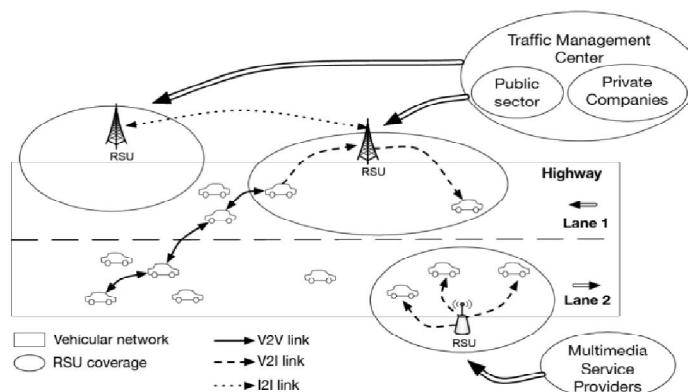 Traffic Management
Center
Public
sector
Private
Companies
RSU
RSU
Highway
Lane 1
Lane 2
RSU
Vehicular network
RSU coverage
V2V link
V2I link
I2I link
Multimedia
Service
Providers